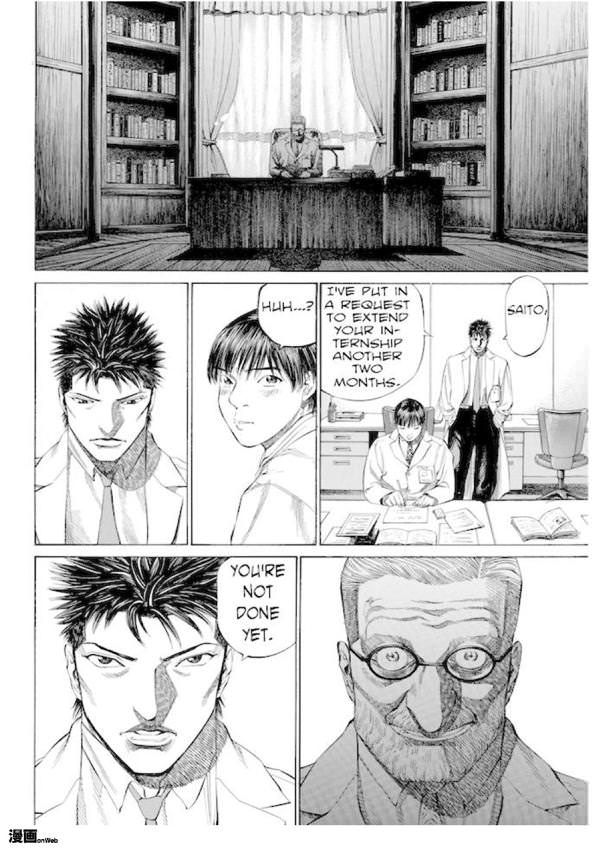 SAITO,
I'VE PUT IN
A REQUEST
TO EXTEND
YOUR IN-
TERNSHIP
ANOTHER
TWO
MONTHS.
HUH...?
YOU'RE
NOT
DONE
YET.
漫画onWeb